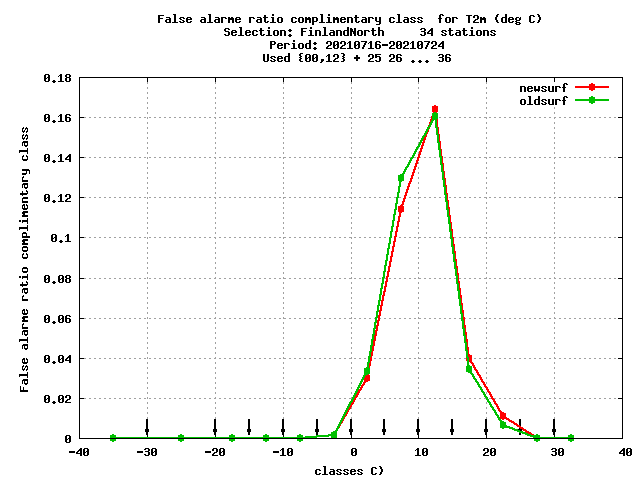 False alarme ratio complimentary class  for T2m (deg C)
Selection: FinlandNorth     34 stations
Period: 20210716-20210724
Used {00,12} + 25 26 ... 36
newsurf
oldsurf
False alarme ratio complimentary class
0.18
0.16
0.14
0.12
0.1
0.08
0.06
0.04
0.02
0
-40 -30 -20 -10 0 10 20 30 40
classes C)